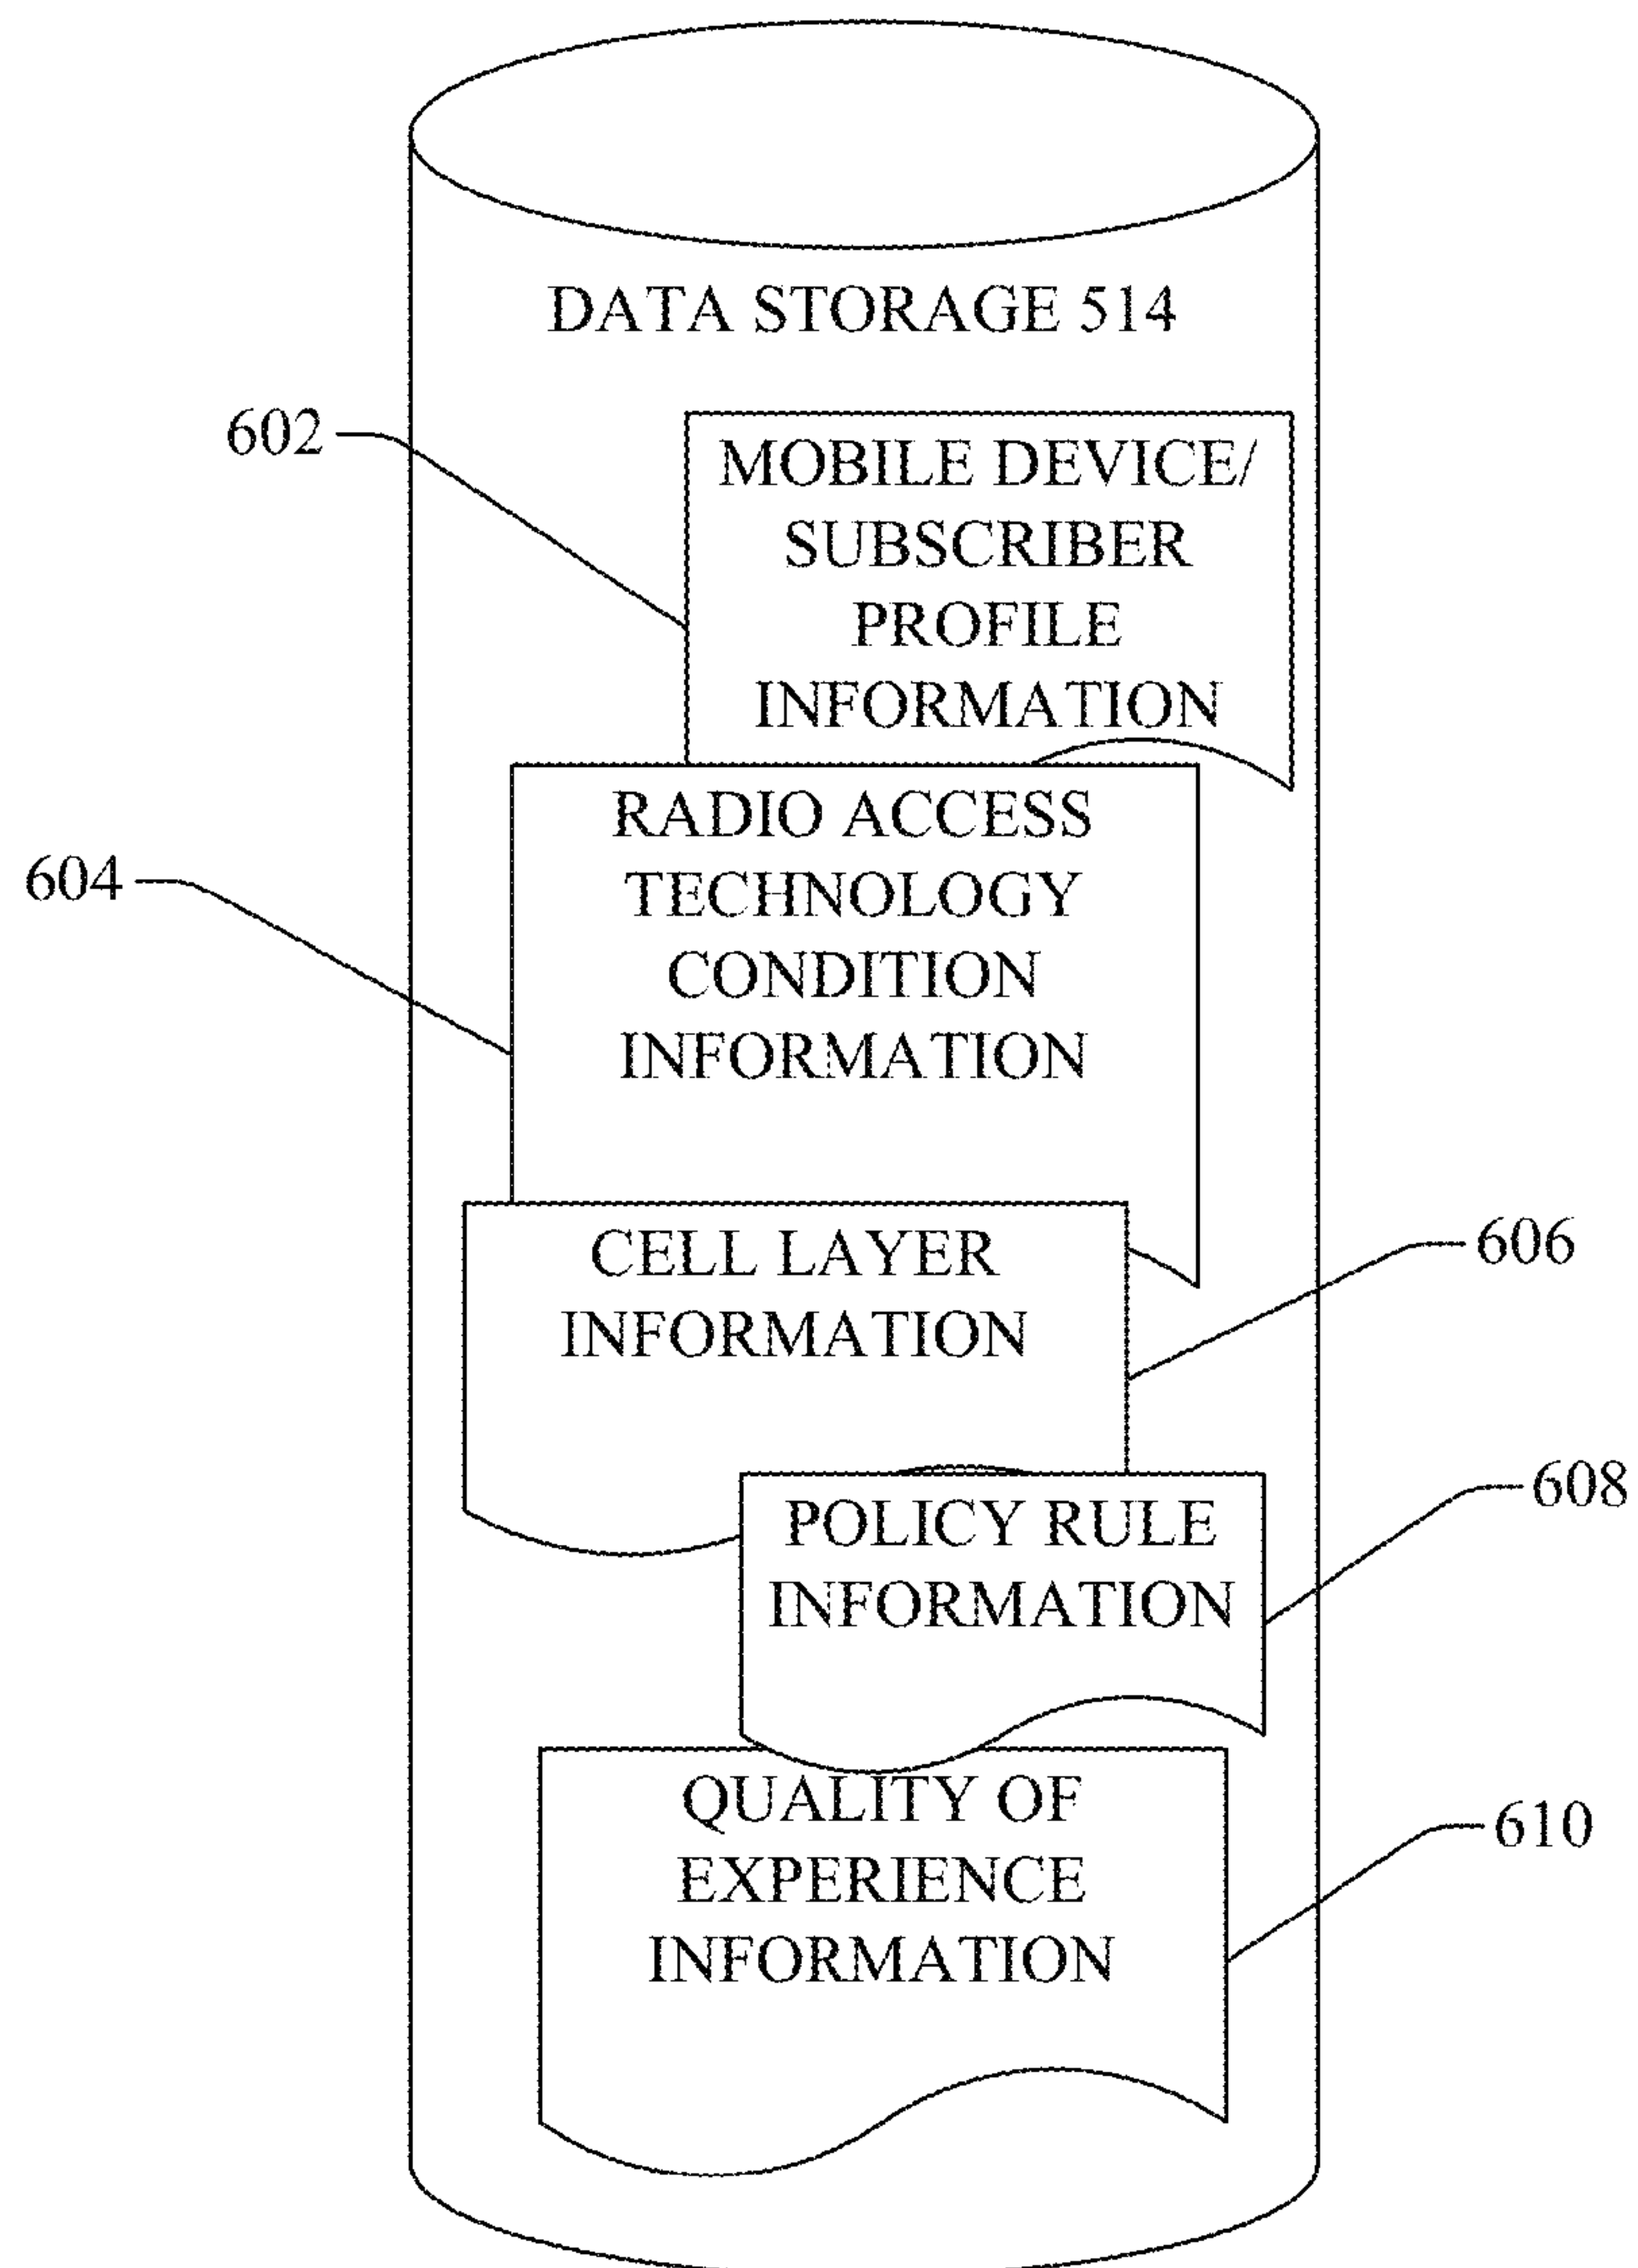 DATA STORAGE 514
602
MOBILE DEVICE/
SUBSCRIBER
PROFILE
INFORMATION
604
RADIO ACCESS
TECHNOLOGY
CONDITION
INFORMATION
606
CELL LAYER
INFORMATION
608
POLICY RULE
INFORMATION
610
QUALITY OF
EXPERIENCE
INFORMATION